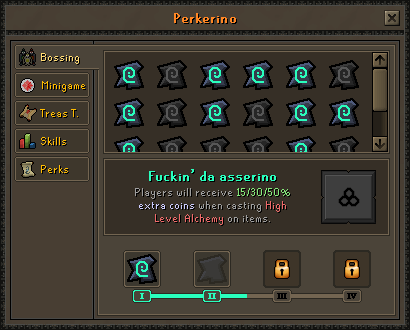 Perkerino
Bossing
Minigame
Treas T.
Skills
Perks
Fuckin' da asserino
Players will receive 15/30/50%
extra coins when casting High
Level Alchemy on items.
I
II
III
IV